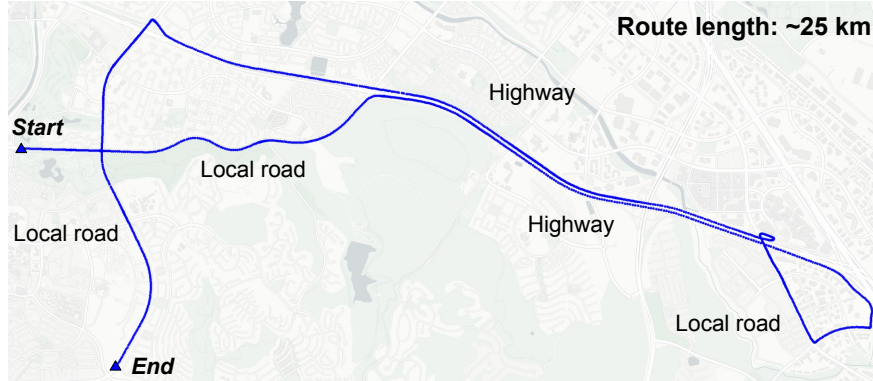 Route length: ~25 km
Highway
Start
Local road
Highway
Local road
Local road
End